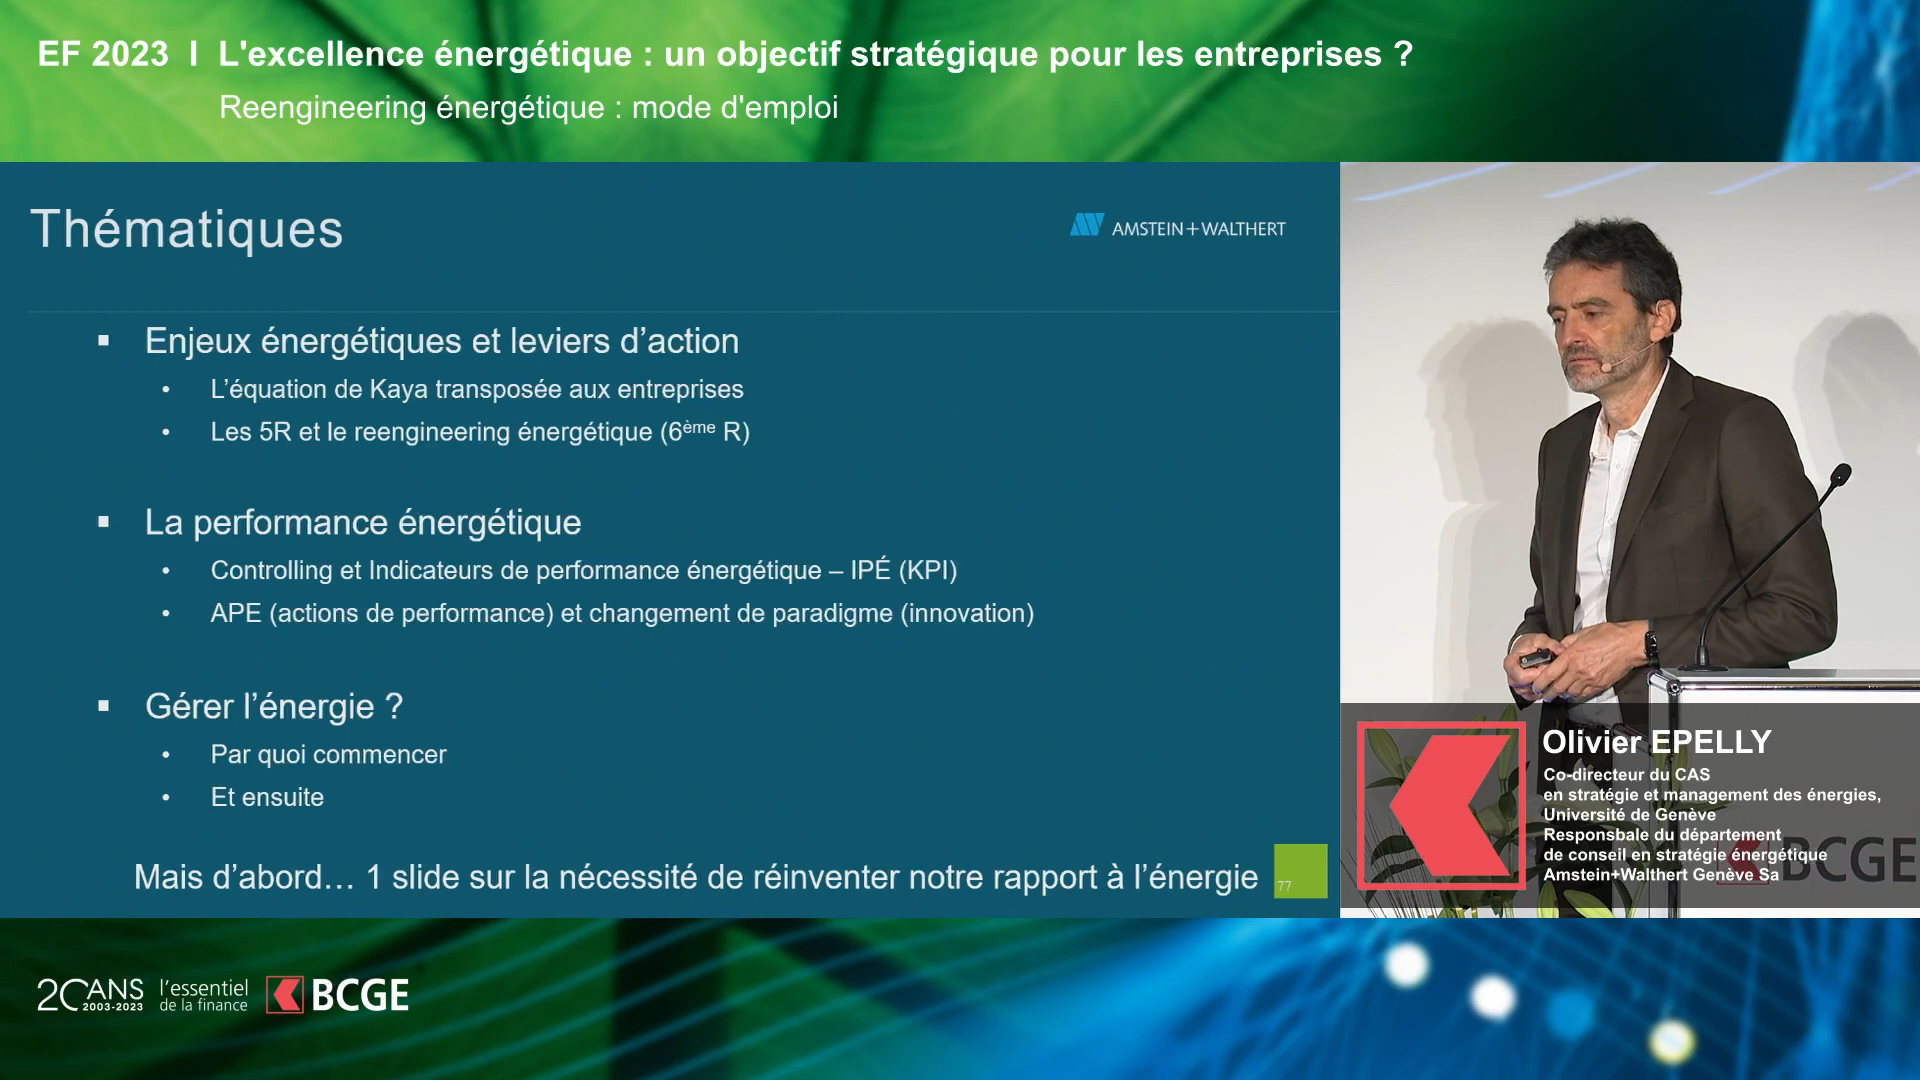 EF 2023 I L'excellence énergétique : un objectif stratégique pour les entreprises ?
Reengineering énergétique : mode d'emploi
Thématiques
AMSTEIN+WALTHERT
▪ Enjeux énergétiques et leviers d’action
• L’équation de Kaya transposée aux entreprises
• Les 5R et le reengineering énergétique (6ème R)
▪ La performance énergétique
• Controlling et Indicateurs de performance énergétique – IPÉ (KPI)
• APE (actions de performance) et changement de paradigme (innovation)
▪ Gérer l’énergie ?
• Par quoi commencer
• Et ensuite
Mais d’abord… 1 slide sur la nécessité de réinventer notre rapport à l’énergie
77
Olivier EPELLY
Co-directeur du CAS
en stratégie et management des énergies,
Université de Genève
Responsbale du département
de conseil en stratégie énergétique
Amstein+Walthert Genève Sa
BCGE
20 ANS
2003-2023
l'essentiel
de la finance
BCGE